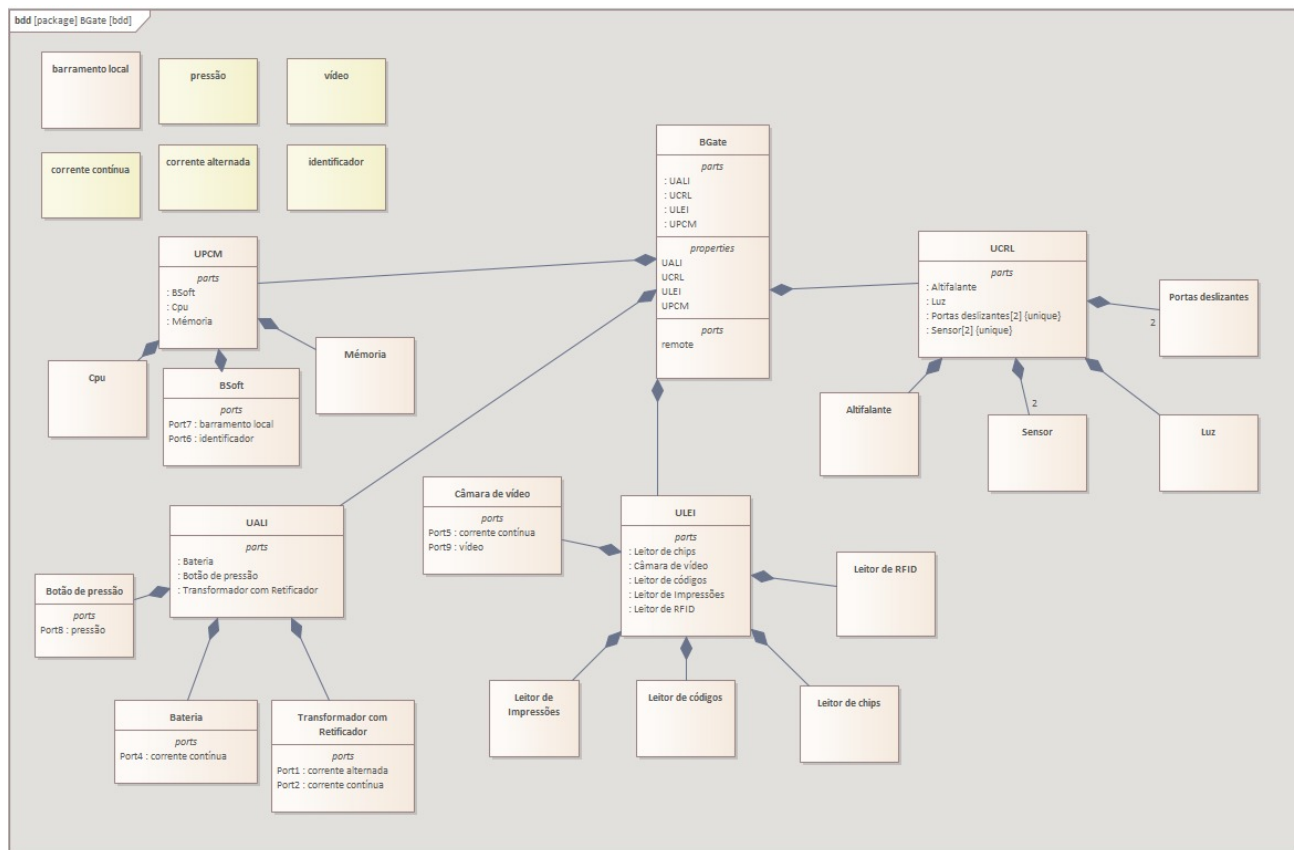 bdd [package] BGate [bdd]
barramento local
pressão
vídeo
corrente contínua
corrente alternada
identificador
BGate
parts
: UALI
: UCRL
: ULEI
: UPCM
properties
UALI
UCRL
ULEI
UPCM
ports
remote
UPCM
parts
: BSoft
: Cpu
: Mémoria
Cpu
BSoft
ports
Port7 : barramento local
Port6 : identificador
Mémoria
UCRL
parts
: Altifalante
: Luz
: Portas deslizantes[2] {unique}
: Sensor[2] {unique}
Portas deslizantes
2
Altifalante
2
Sensor
Luz
UALI
parts
: Bateria
: Botão de pressão
: Transformador com Retificador
Botão de pressão
ports
Port8 : pressão
Bateria
ports
Port4 : corrente contínua
Transformador com
Retificador
ports
Port1 : corrente alternada
Port2 : corrente contínua
Câmara de vídeo
ports
Port5 : corrente contínua
Port9 : vídeo
ULEI
parts
: Leitor de chips
: Câmara de vídeo
: Leitor de códigos
: Leitor de Impressões
: Leitor de RFID
Leitor de RFID
Leitor de
Impressões
Leitor de códigos
Leitor de chips